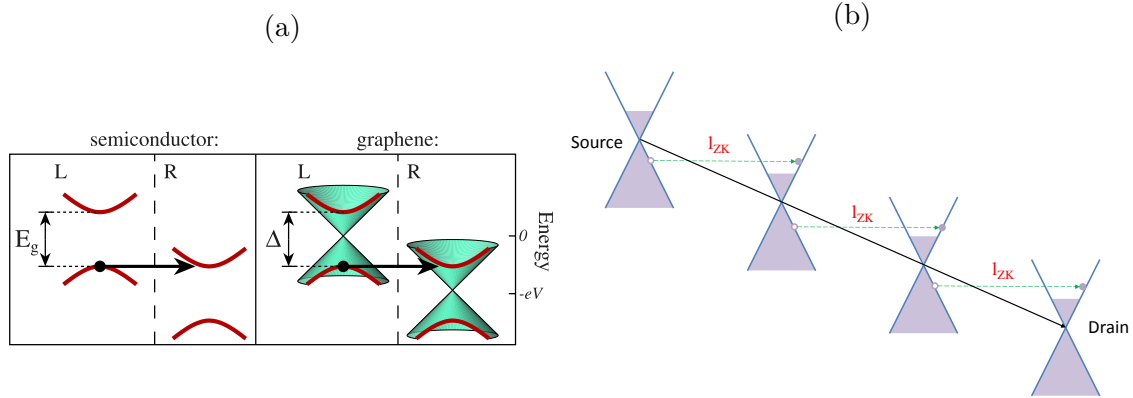 (a)
semiconductor:
graphene:
L
R
L
R
E_g
Δ
0
-eV
Energy
(b)
Source
l_ZK
l_ZK
l_ZK
Drain